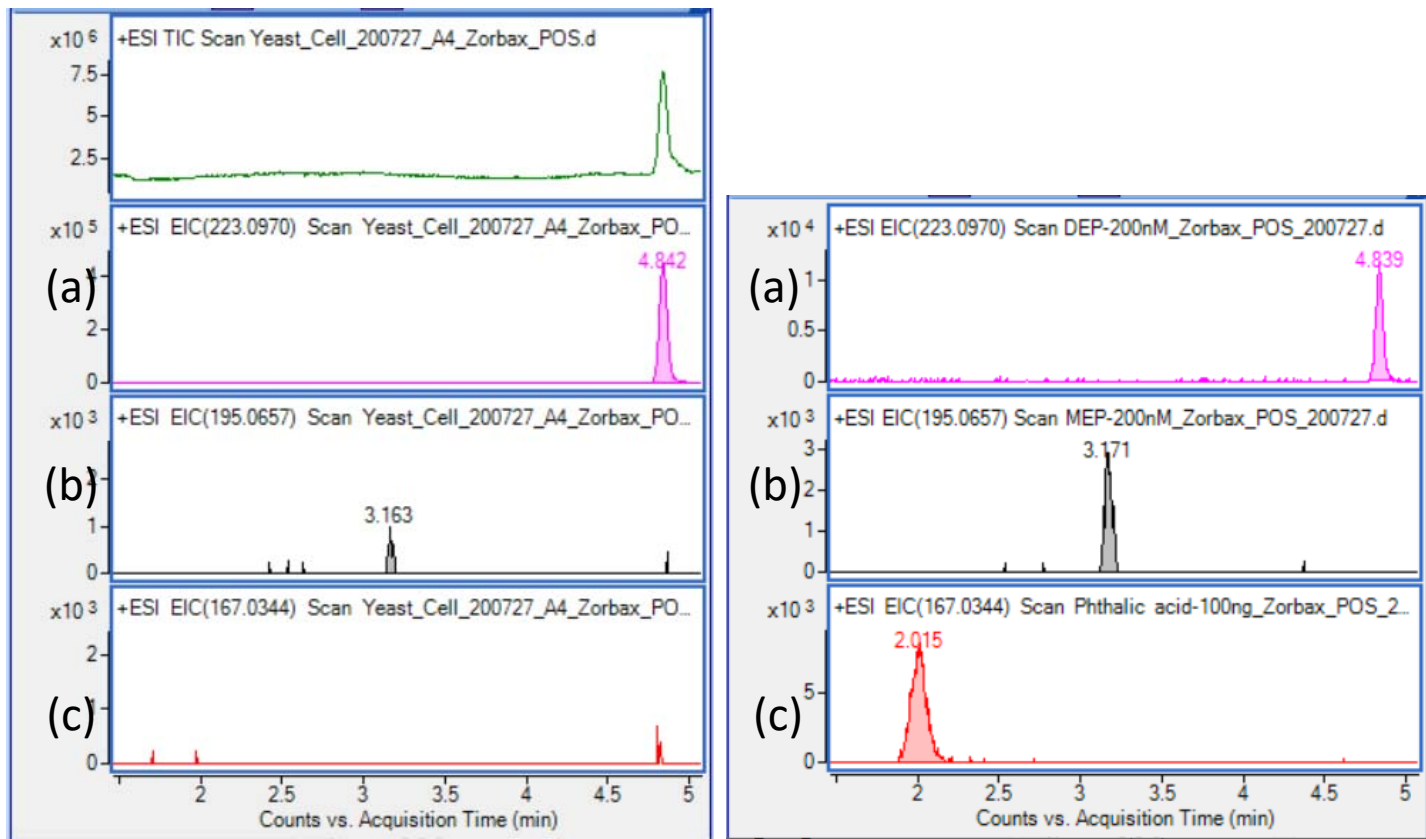 x10 6 +ESI TIC Scan Yeast_Cell_200727_A4_Zorbax_POS.d
7.5
5
2.5
x10 5 +ESI EIC(223.0970) Scan Yeast_Cell_200727_A4_Zorbax_PO...
(a)
4.842
4
2
0
x10 3 +ESI EIC(195.0657) Scan Yeast_Cell_200727_A4_Zorbax_PO...
(b)
2
1
3.163
0
x10 3 +ESI EIC(167.0344) Scan Yeast_Cell_200727_A4_Zorbax_PO...
2
(c)
1
0
2 2.5 3 3.5 4 4.5 5
Counts vs. Acquisition Time (min)
x10 4 +ESI EIC(223.0970) Scan DEP-200nM_Zorbax_POS_200727.d
(a)
4.839
1
0.5
0
x10 3 +ESI EIC(195.0657) Scan MEP-200nM_Zorbax_POS_200727.d
3
3.171
(b)
2
1
0
x10 3 +ESI EIC(167.0344) Scan Phthalic acid-100ng_Zorbax_POS_2...
2.015
5
(c)
0
2 2.5 3 3.5 4 4.5 5
Counts vs. Acquisition Time (min)